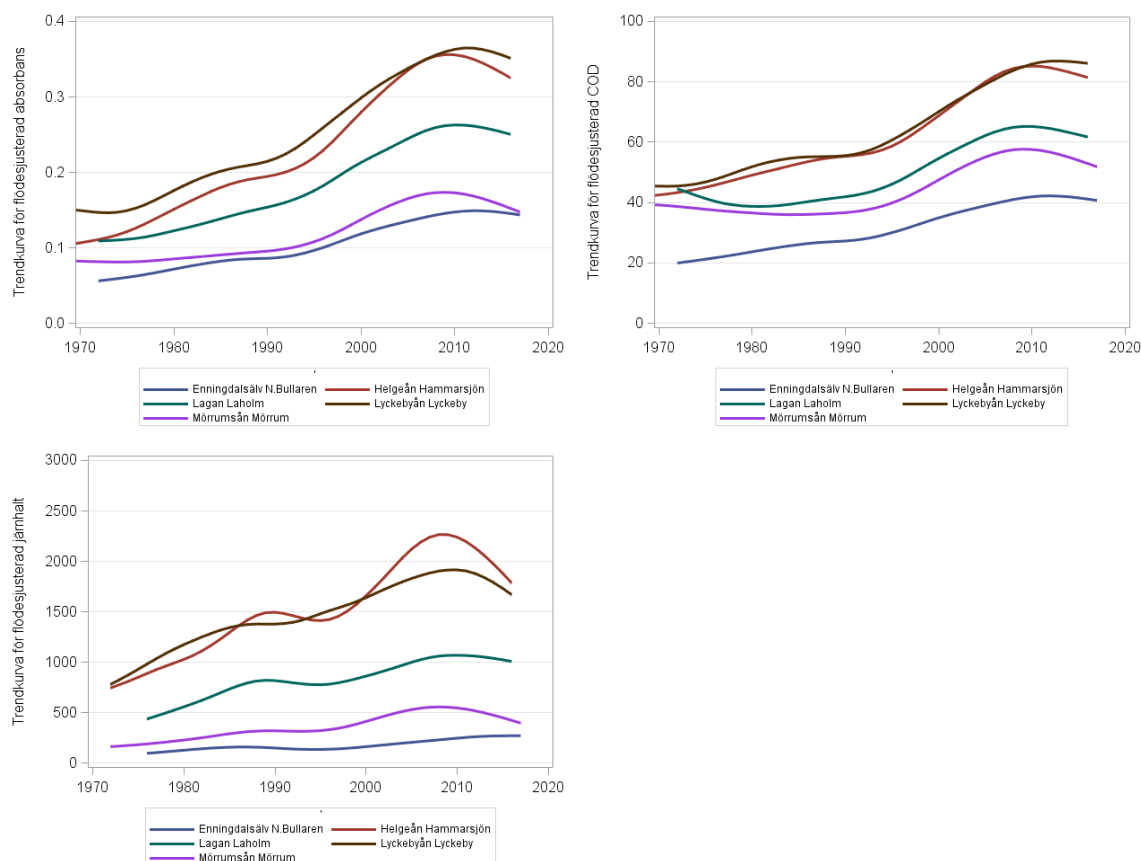 Trendkurva för flödesjusterad absorbans
0.4
0.3
0.2
0.1
0.0
1970 1980 1990 2000 2010 2020
Enningdalsälv N.Bullaren Helgeån Hammarsjön
Lagan Laholm Lyckebyån Lyckeby
Mörrumsån Mörrum
Trendkurva för flödesjusterad COD
100
80
60
40
20
0
1970 1980 1990 2000 2010 2020
Enningdalsälv N.Bullaren Helgeån Hammarsjön
Lagan Laholm Lyckebyån Lyckeby
Mörrumsån Mörrum
Trendkurva för flödesjusterad järnhalt
3000
2500
2000
1500
1000
500
0
1970 1980 1990 2000 2010 2020
Enningdalsälv N.Bullaren Helgeån Hammarsjön
Lagan Laholm Lyckebyån Lyckeby
Mörrumsån Mörrum